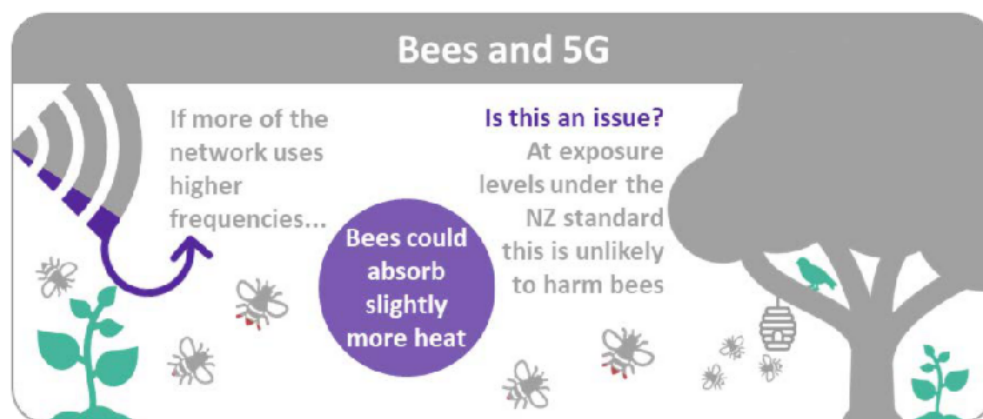 Bees and 5G
If more of the
network uses
higher
frequencies...
Bees could
absorb
slightly
more heat
Is this an issue?
At exposure
levels under the
NZ standard
this is unlikely
to harm bees